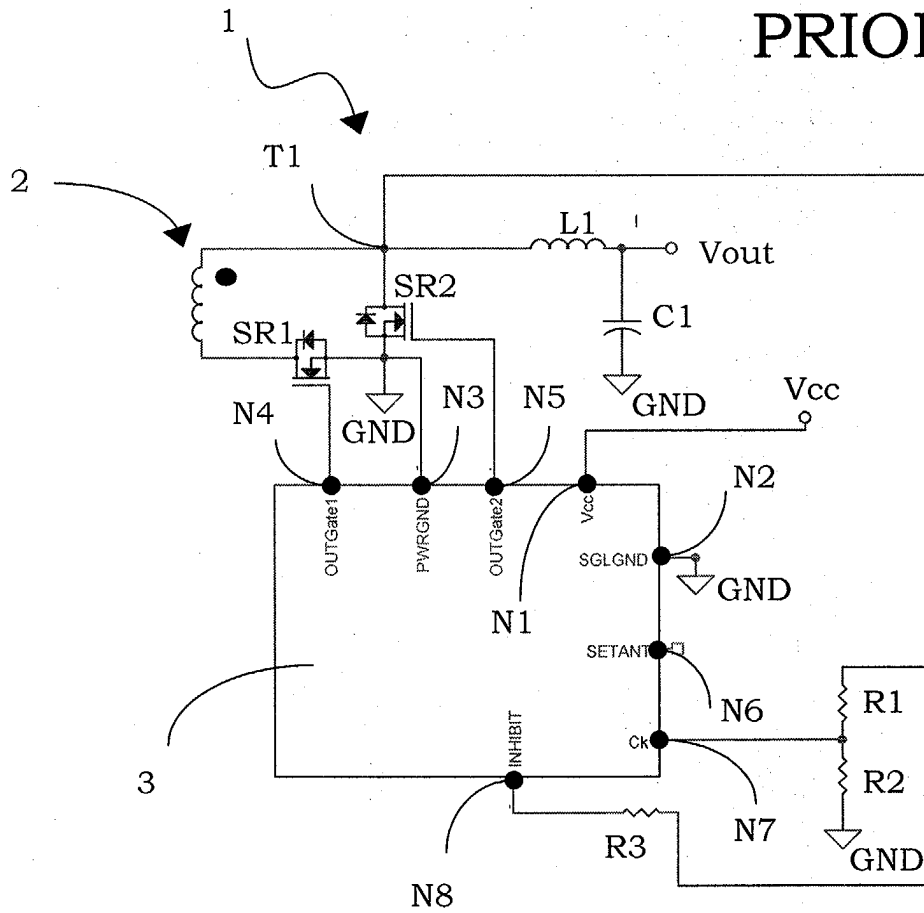 PRIO
1
T1
2
L1
Vout
SR2
SR1
C1
GND
Vcc
N4
N3
N5
GND
N2
OUTGate1
PWRGND
OUTGate2
Vcc
SGLGND
GND
N1
SETANT
N6
R1
INHIBIT
Ck
3
R2
N7
R3
GND
N8